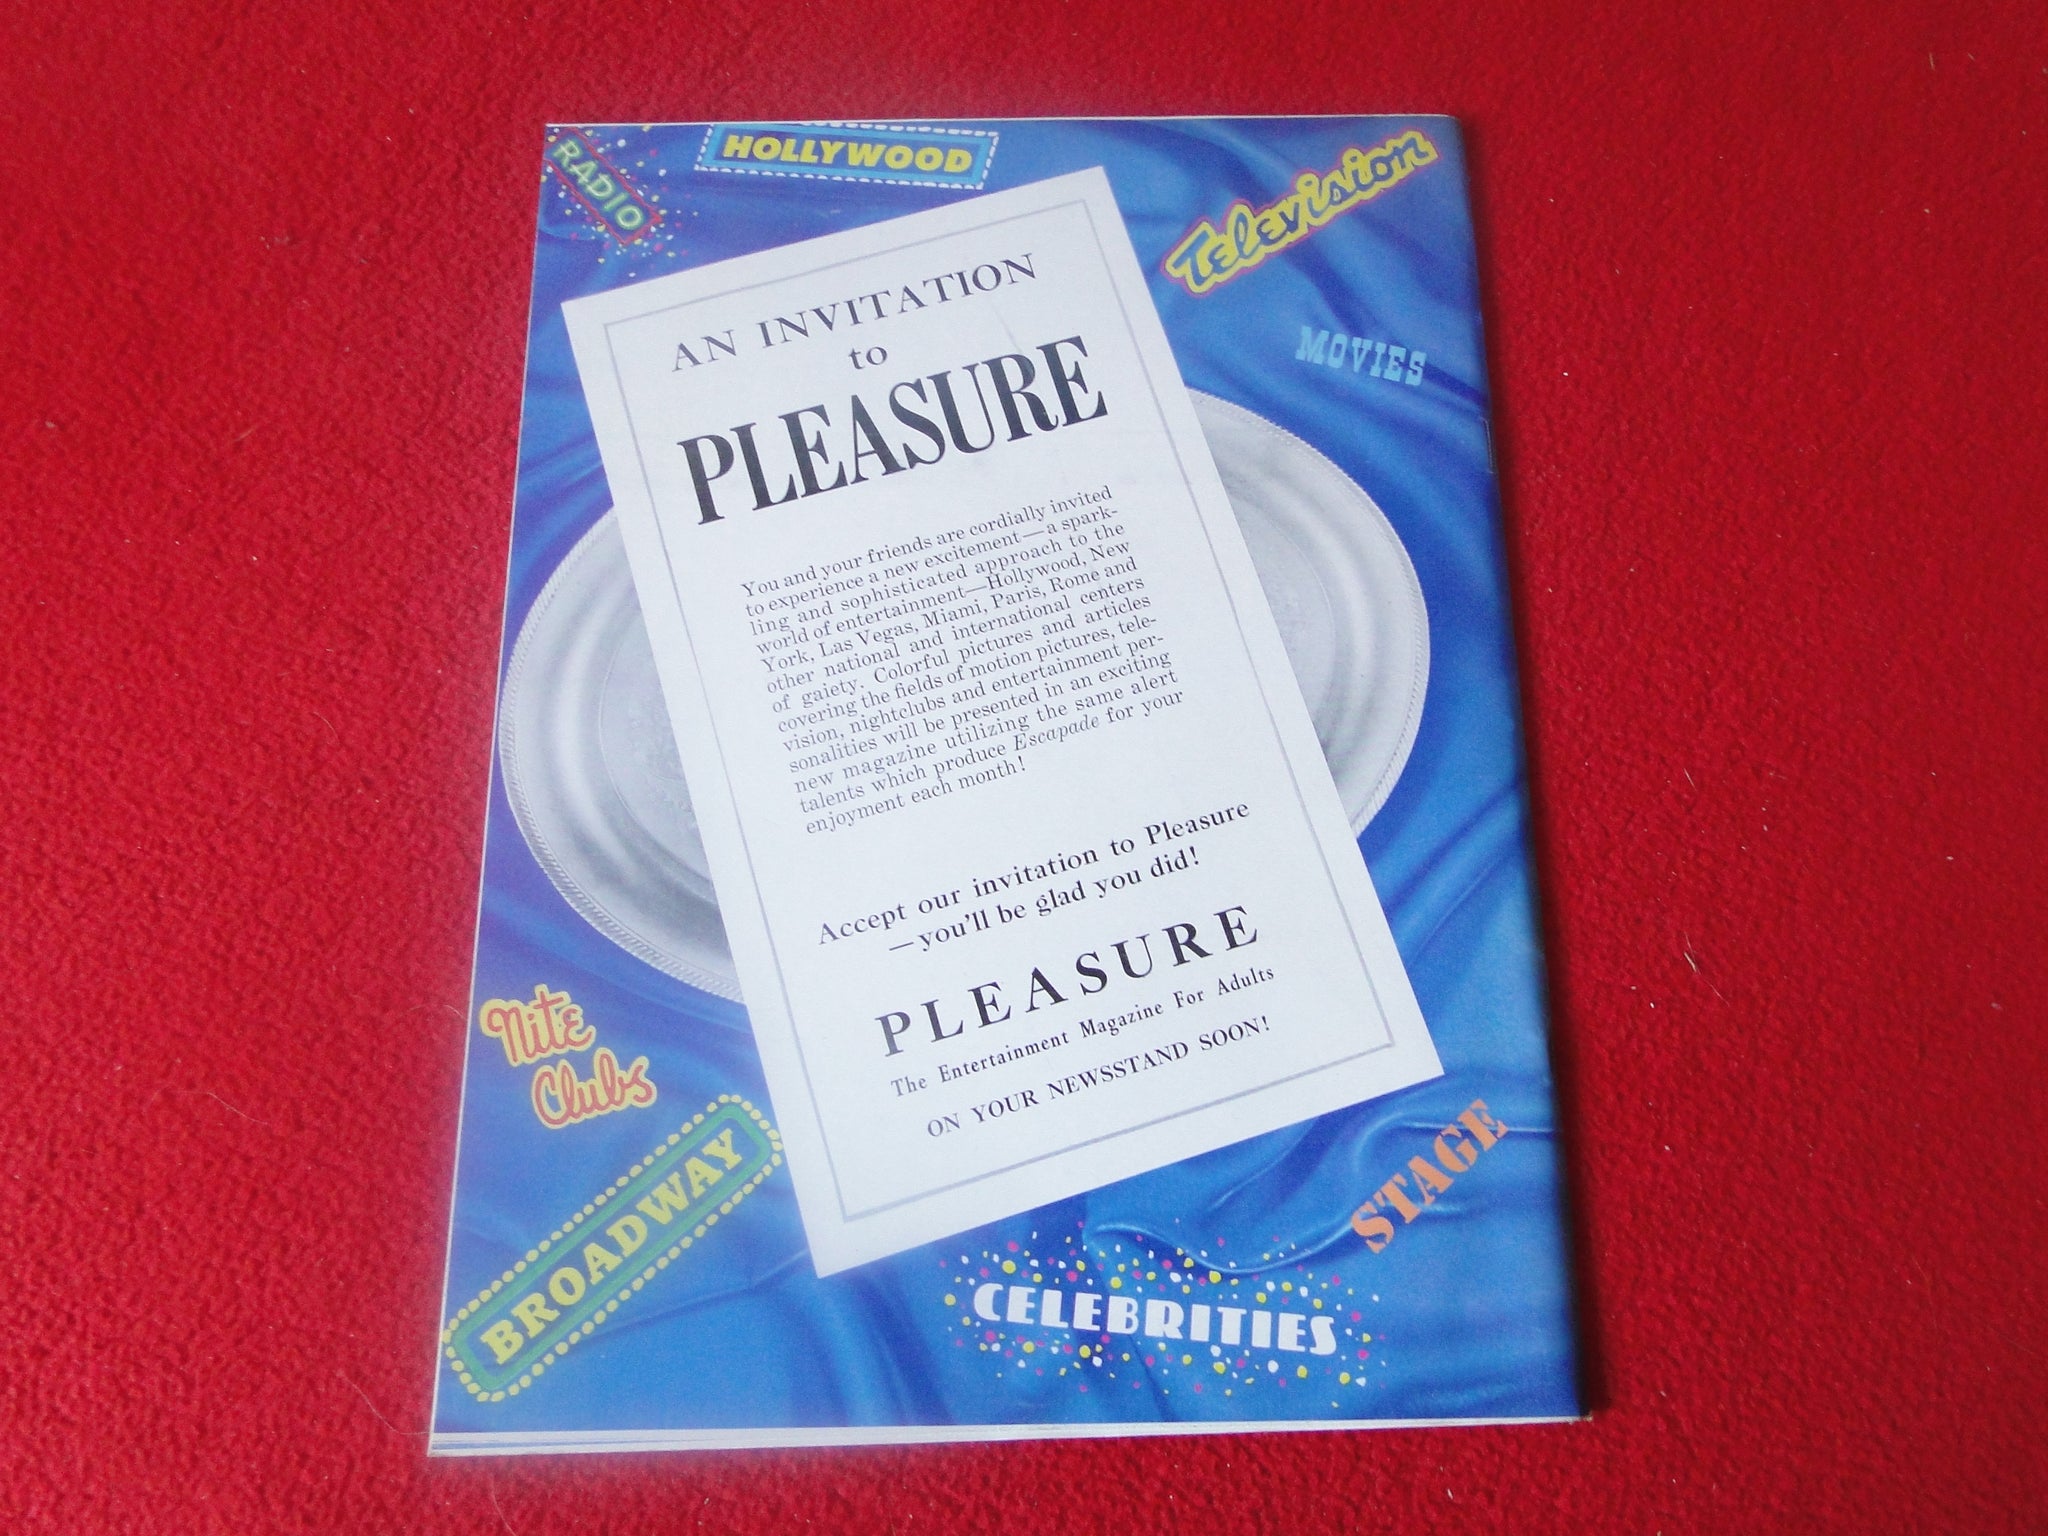 RADIO
HOLLYWOOD
Television
MOVIES
AN INVITATION
to
PLEASURE
You and your friends are cordially invited
to experience a new excitement—a spark-
ling and sophisticated approach to the
world of entertainment—Hollywood, New
York, Las Vegas, Miami, Paris, Rome and
other national and international centers
of gaiety. Colorful pictures and articles
covering the fields of motion pictures, tele-
vision, nightclubs and entertainment per-
sonalities will be presented in an exciting
new magazine utilizing the same alert
talents which produce Escapade for your
enjoyment each month!
Accept our invitation to Pleasure
—you'll be glad you did!
PLEASURE
The Entertainment Magazine For Adults
ON YOUR NEWSSTAND SOON!
Nite
Clubs
BROADWAY
STAGE
CELEBRITIES